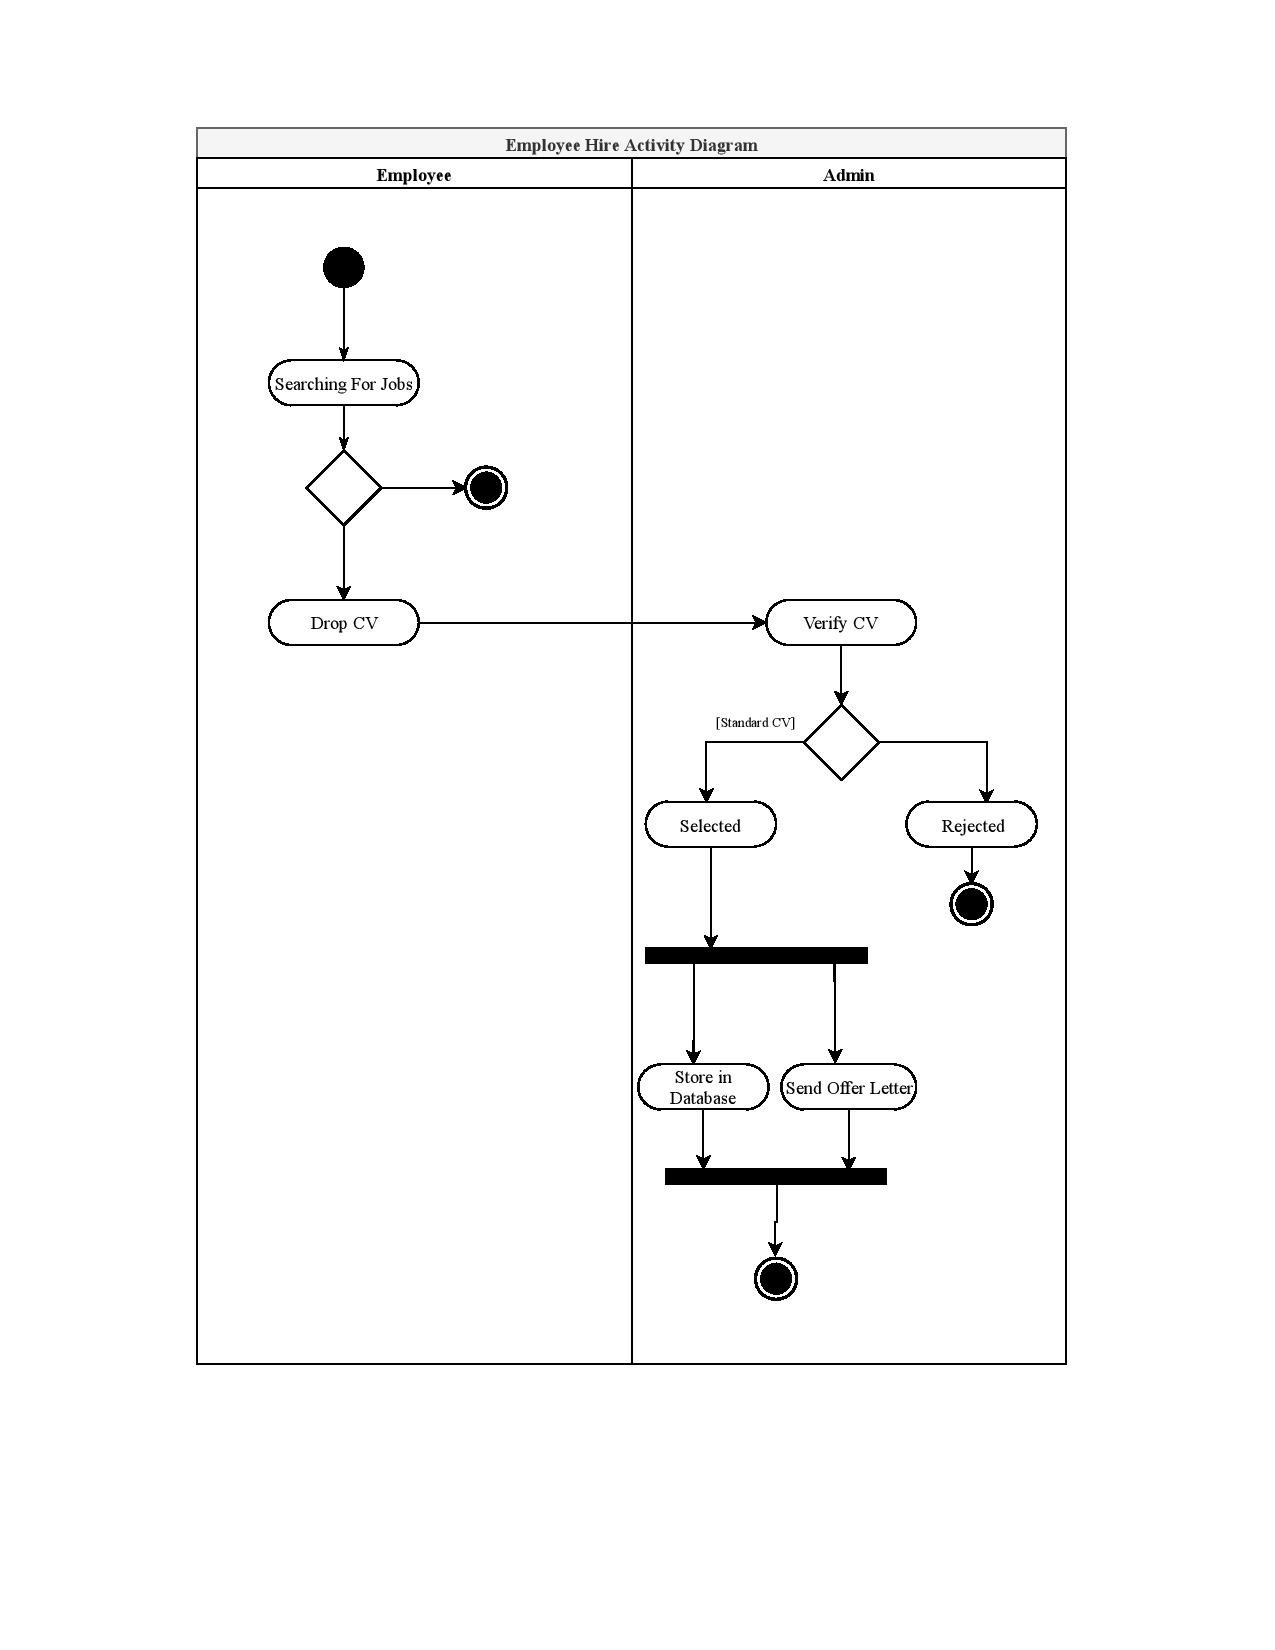 Employee Hire Activity Diagram
Employee
Admin
Searching For Jobs
Drop CV
Verify CV
[Standard CV]
Selected
Rejected
Store in
Database
Send Offer Letter